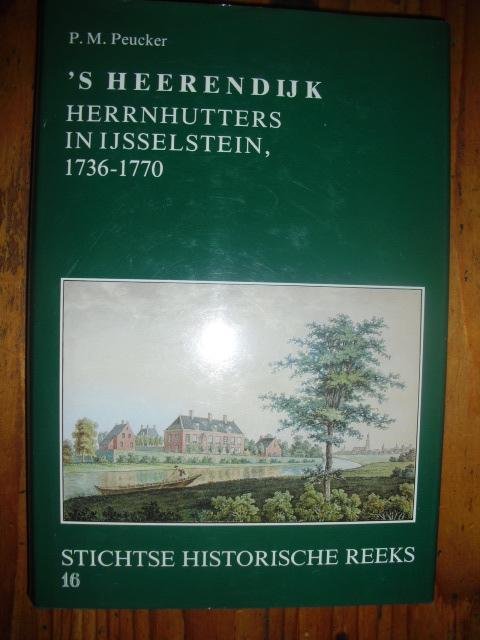 P. M. Peucker
'S HEERENDIJK
HERRNHUTTERS
IN IJSSELSTEIN,
1736-1770
STICHTSE HISTORISCHE REEKS
16